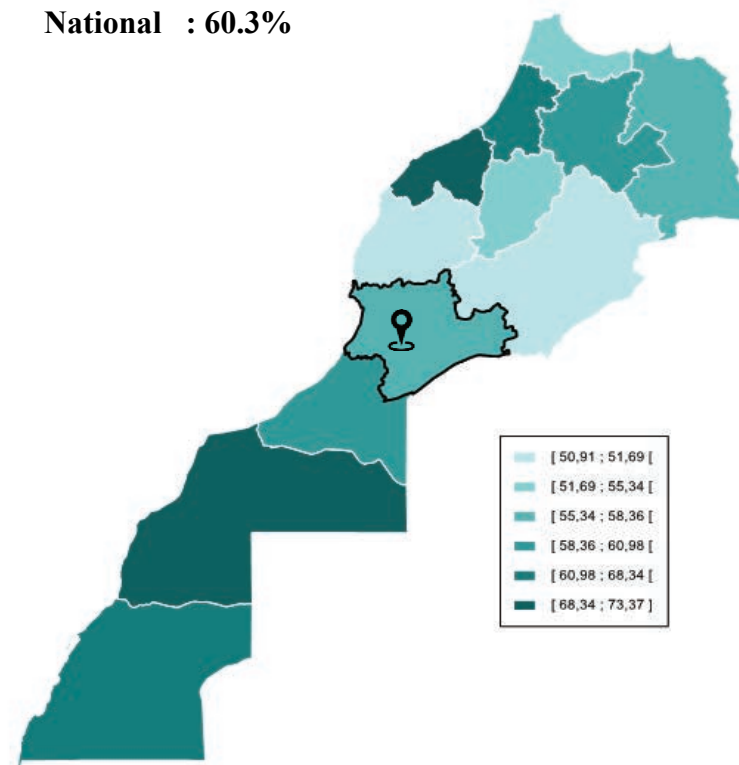 National : 60.3%
[ 50,91 ; 51,69 [
[ 51,69 ; 55,34 [
[ 55,34 ; 58,36 [
[ 58,36 ; 60,98 [
[ 60,98 ; 68,34 [
[ 68,34 ; 73,37 ]